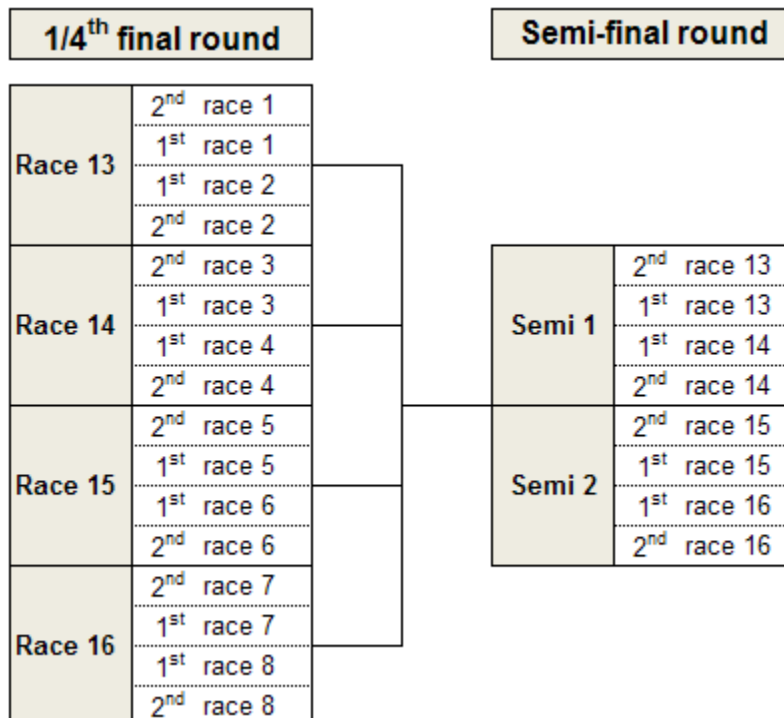 1/4th final round
Semi-final round
Race 13
2nd race 1
1st race 1
1st race 2
2nd race 2
Race 14
2nd race 3
1st race 3
1st race 4
2nd race 4
Race 15
2nd race 5
1st race 5
1st race 6
2nd race 6
Race 16
2nd race 7
1st race 7
1st race 8
2nd race 8
Semi 1
2nd race 13
1st race 13
1st race 14
2nd race 14
Semi 2
2nd race 15
1st race 15
1st race 16
2nd race 16